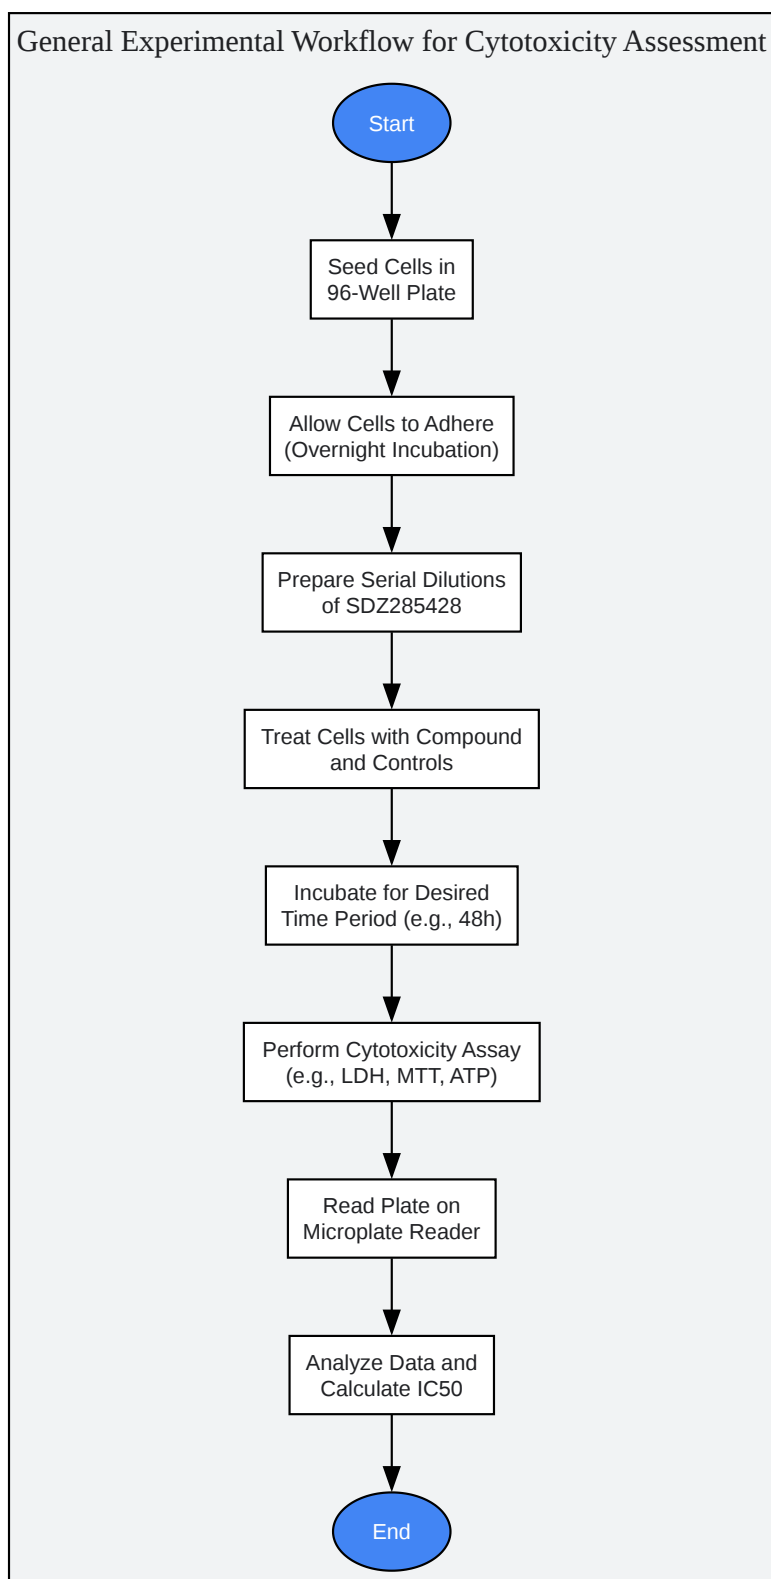 General Experimental Workflow for Cytotoxicity Assessment
Start
Seed Cells in
96-Well Plate
Allow Cells to Adhere
(Overnight Incubation)
Prepare Serial Dilutions
of SDZ285428
Treat Cells with Compound
and Controls
Incubate for Desired
Time Period (e.g., 48h)
Perform Cytotoxicity Assay
(e.g., LDH, MTT, ATP)
Read Plate on
Microplate Reader
Analyze Data and
Calculate IC50
End